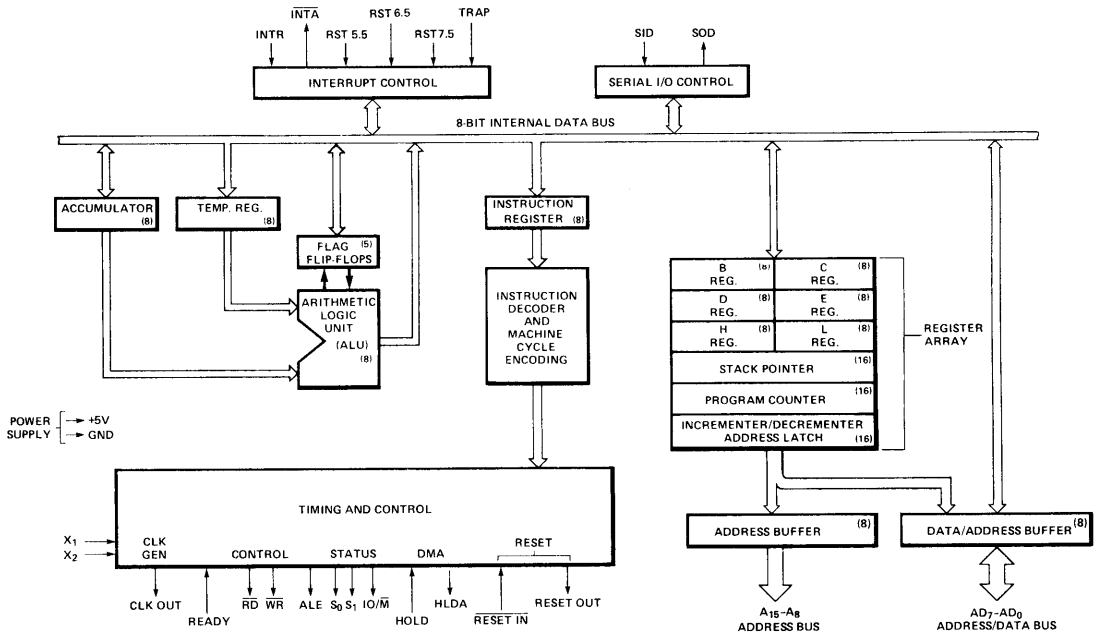 INTR
INTA
RST 5.5
RST 6.5
RST 7.5
TRAP
INTERRUPT CONTROL
SID
SOD
SERIAL I/O CONTROL
8-BIT INTERNAL DATA BUS
ACCUMULATOR
(8)
TEMP. REG.
(8)
FLAG (5)
FLIP-FLOPS
ARITHMETIC
LOGIC
UNIT
(ALU)
(8)
INSTRUCTION
REGISTER (8)
INSTRUCTION
DECODER
AND
MACHINE
CYCLE
ENCODING
B (8)
REG.
C (8)
REG.
D (8)
REG.
E (8)
REG.
H (8)
REG.
L (8)
REG.
STACK POINTER (16)
PROGRAM COUNTER (16)
INCREMENTER/DECREMENTER
ADDRESS LATCH (16)
REGISTER
ARRAY
POWER
SUPPLY
+5V
GND
TIMING AND CONTROL
X1
X2
CLK
GEN
CONTROL
STATUS
DMA
RESET
CLK OUT
READY
RD
WR
ALE
S0
S1
IO/M
HOLD
HLDA
RESET IN
RESET OUT
ADDRESS BUFFER (8)
DATA/ADDRESS BUFFER (8)
A15–A8
ADDRESS BUS
AD7–AD0
ADDRESS/DATA BUS